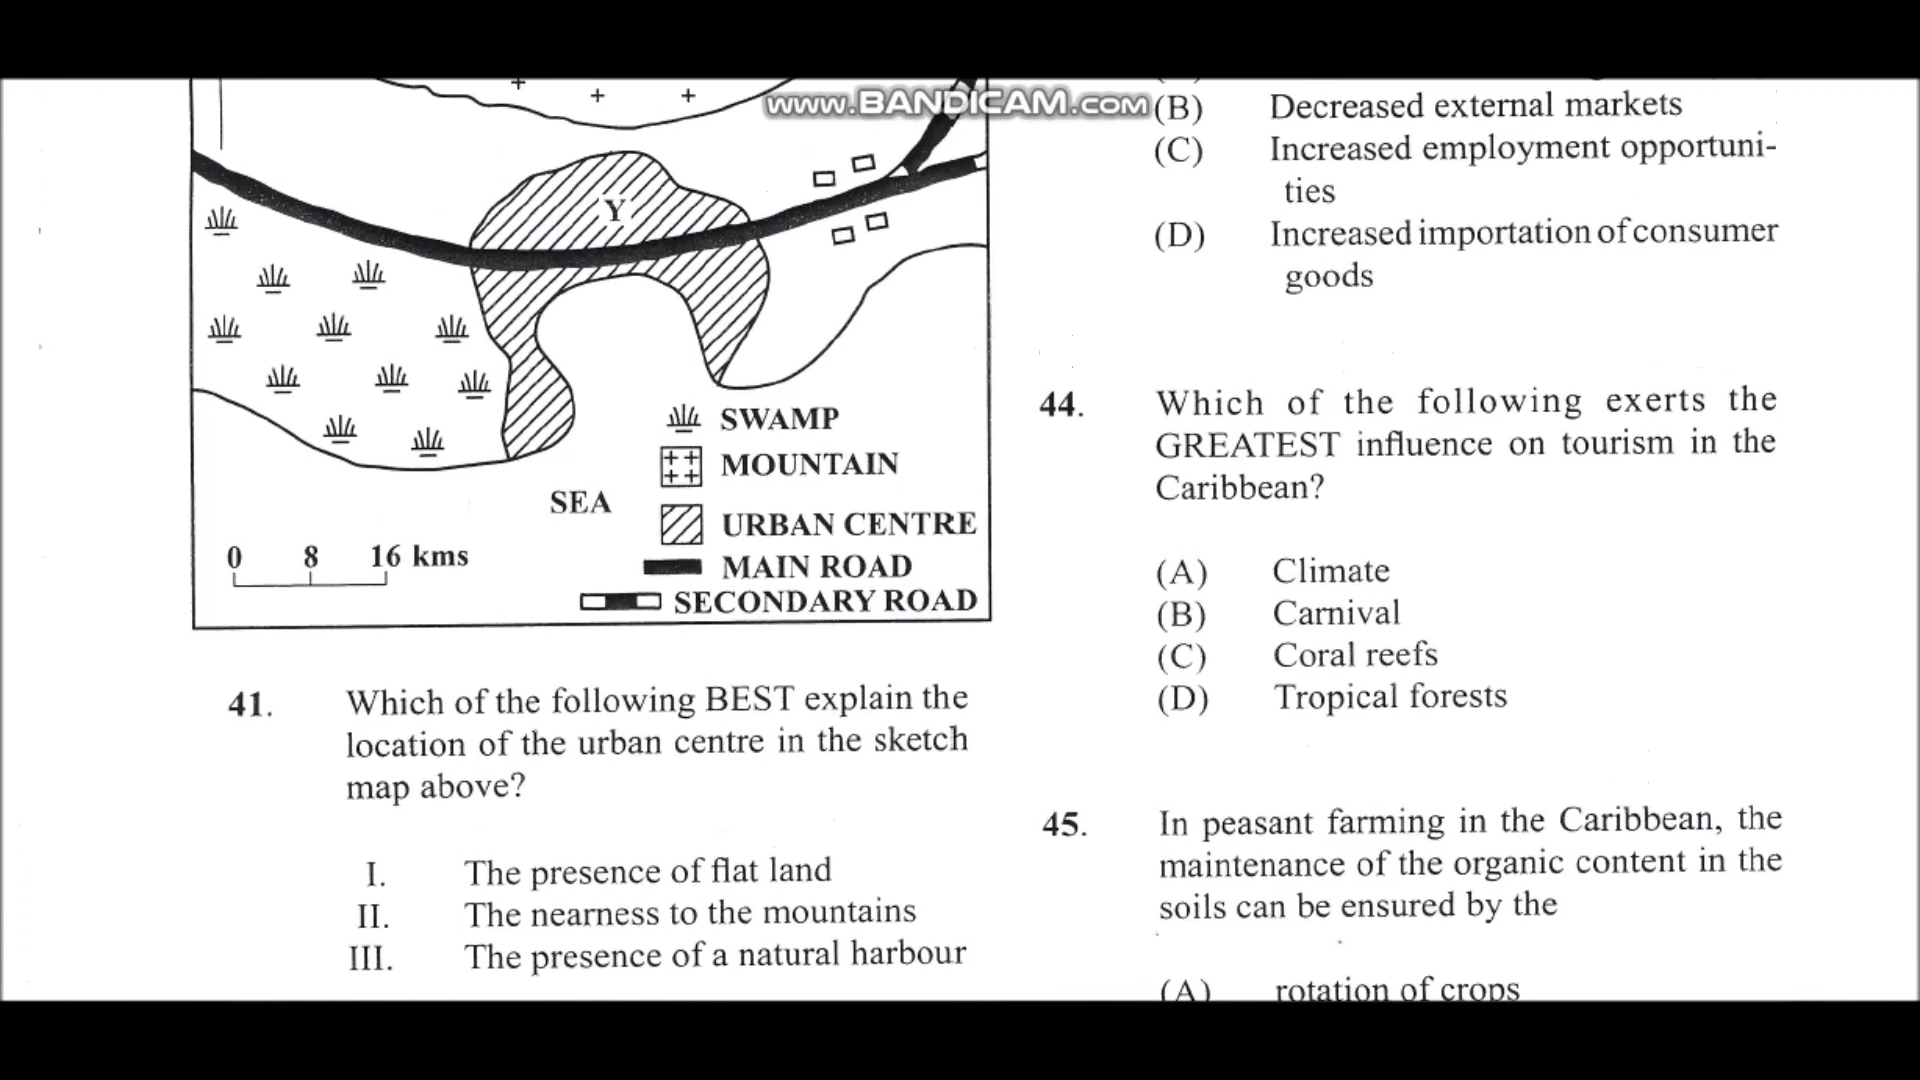 www.BANDICAM.com
Y
SWAMP
MOUNTAIN
SEA
URBAN CENTRE
0 8 16 kms
MAIN ROAD
SECONDARY ROAD
41. Which of the following BEST explain the
location of the urban centre in the sketch
map above?
I. The presence of flat land
II. The nearness to the mountains
III. The presence of a natural harbour
(B) Decreased external markets
(C) Increased employment opportuni-
ties
(D) Increased importation of consumer
goods
44. Which of the following exerts the
GREATEST influence on tourism in the
Caribbean?
(A) Climate
(B) Carnival
(C) Coral reefs
(D) Tropical forests
45. In peasant farming in the Caribbean, the
maintenance of the organic content in the
soils can be ensured by the
(A) rotation of crops